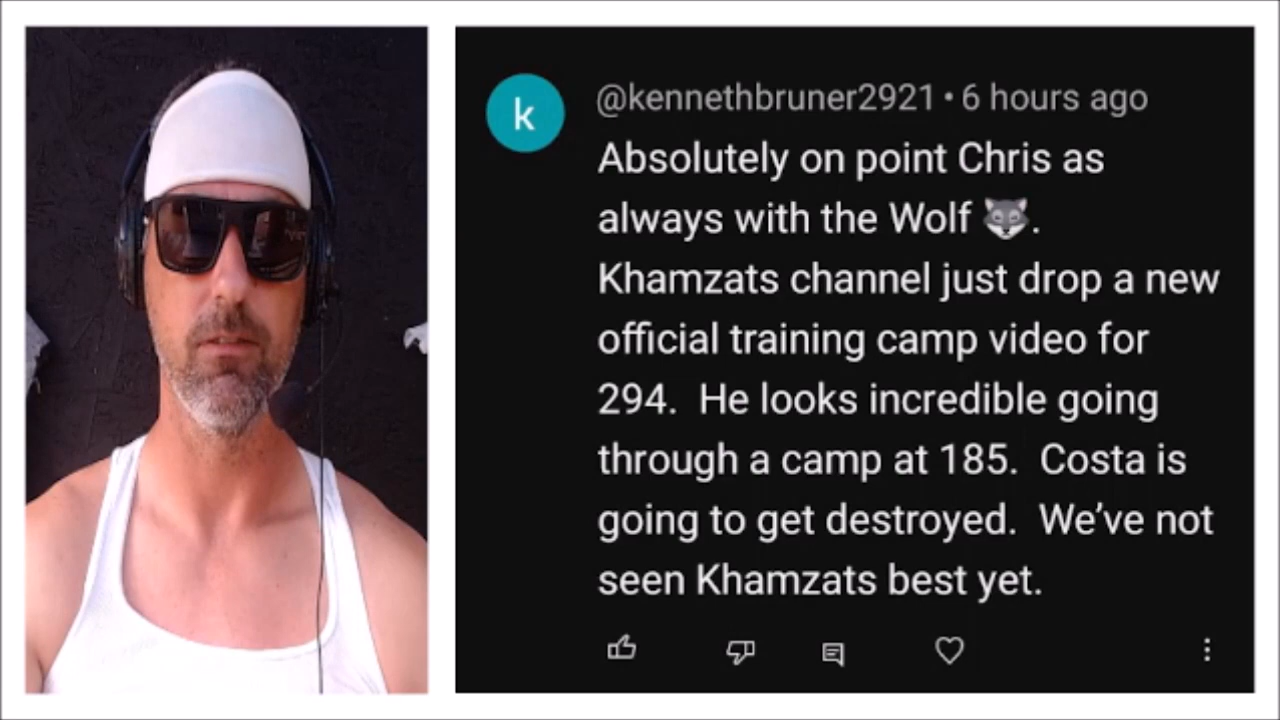 k
@kennethbruner2921 • 6 hours ago
Absolutely on point Chris as
always with the Wolf 🐺.
Khamzats channel just drop a new
official training camp video for
294.  He looks incredible going
through a camp at 185.  Costa is
going to get destroyed.  We’ve not
seen Khamzats best yet.